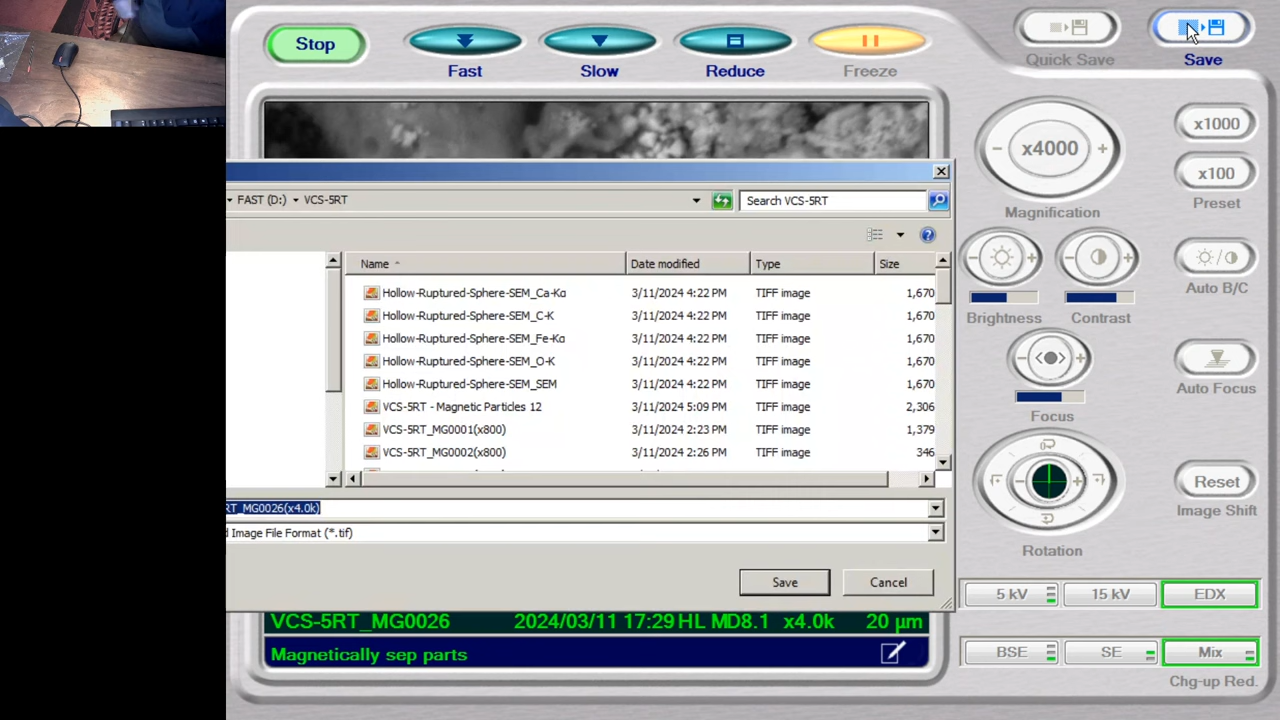 Stop
Fast
Slow
Reduce
Freeze
Quick Save
Save
FAST (D:) VCS-5RT
Search VCS-5RT
Name Date modified Type Size
Hollow-Ruptured-Sphere-SEM_Ca-Ka 3/11/2024 4:22 PM TIFF image 1,670
Hollow-Ruptured-Sphere-SEM_C-K 3/11/2024 4:22 PM TIFF image 1,670
Hollow-Ruptured-Sphere-SEM_Fe-Ka 3/11/2024 4:22 PM TIFF image 1,670
Hollow-Ruptured-Sphere-SEM_O-K 3/11/2024 4:22 PM TIFF image 1,670
Hollow-Ruptured-Sphere-SEM_SEM 3/11/2024 4:22 PM TIFF image 1,670
VCS-5RT - Magnetic Particles 12 3/11/2024 5:09 PM TIFF image 2,306
VCS-5RT_MG0001(x800) 3/11/2024 2:23 PM TIFF image 1,379
VCS-5RT_MG0002(x800) 3/11/2024 2:26 PM TIFF image 346
RT_MG0026(x4.0k)
d Image File Format (*.tif)
Save
Cancel
VCS-5RT_MG0026 2024/03/11 17:29 HL MD8.1 x4.0k 20 µm
Magnetically sep parts
x4000
Magnification
x1000
x100
Preset
Brightness
Contrast
Auto B/C
Focus
Auto Focus
Rotation
Reset
Image Shift
5 kV
15 kV
EDX
BSE
SE
Mix
Chg-up Red.